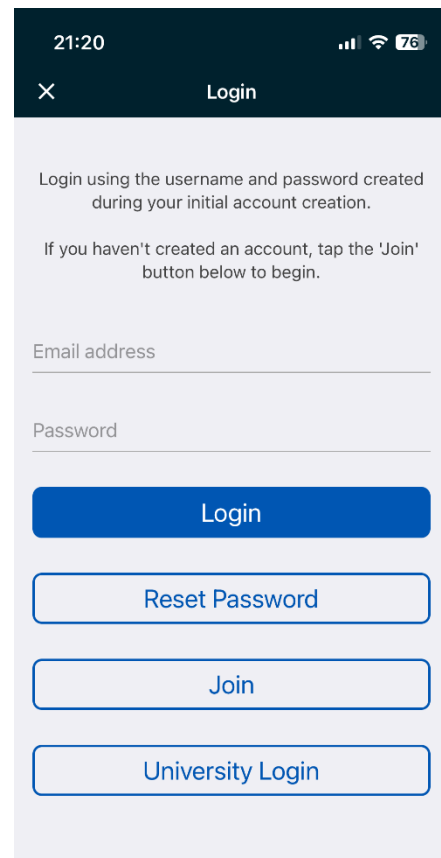 21:20
76
Login
Login using the username and password created
during your initial account creation.
If you haven't created an account, tap the 'Join'
button below to begin.
Email address
Password
Login
Reset Password
Join
University Login